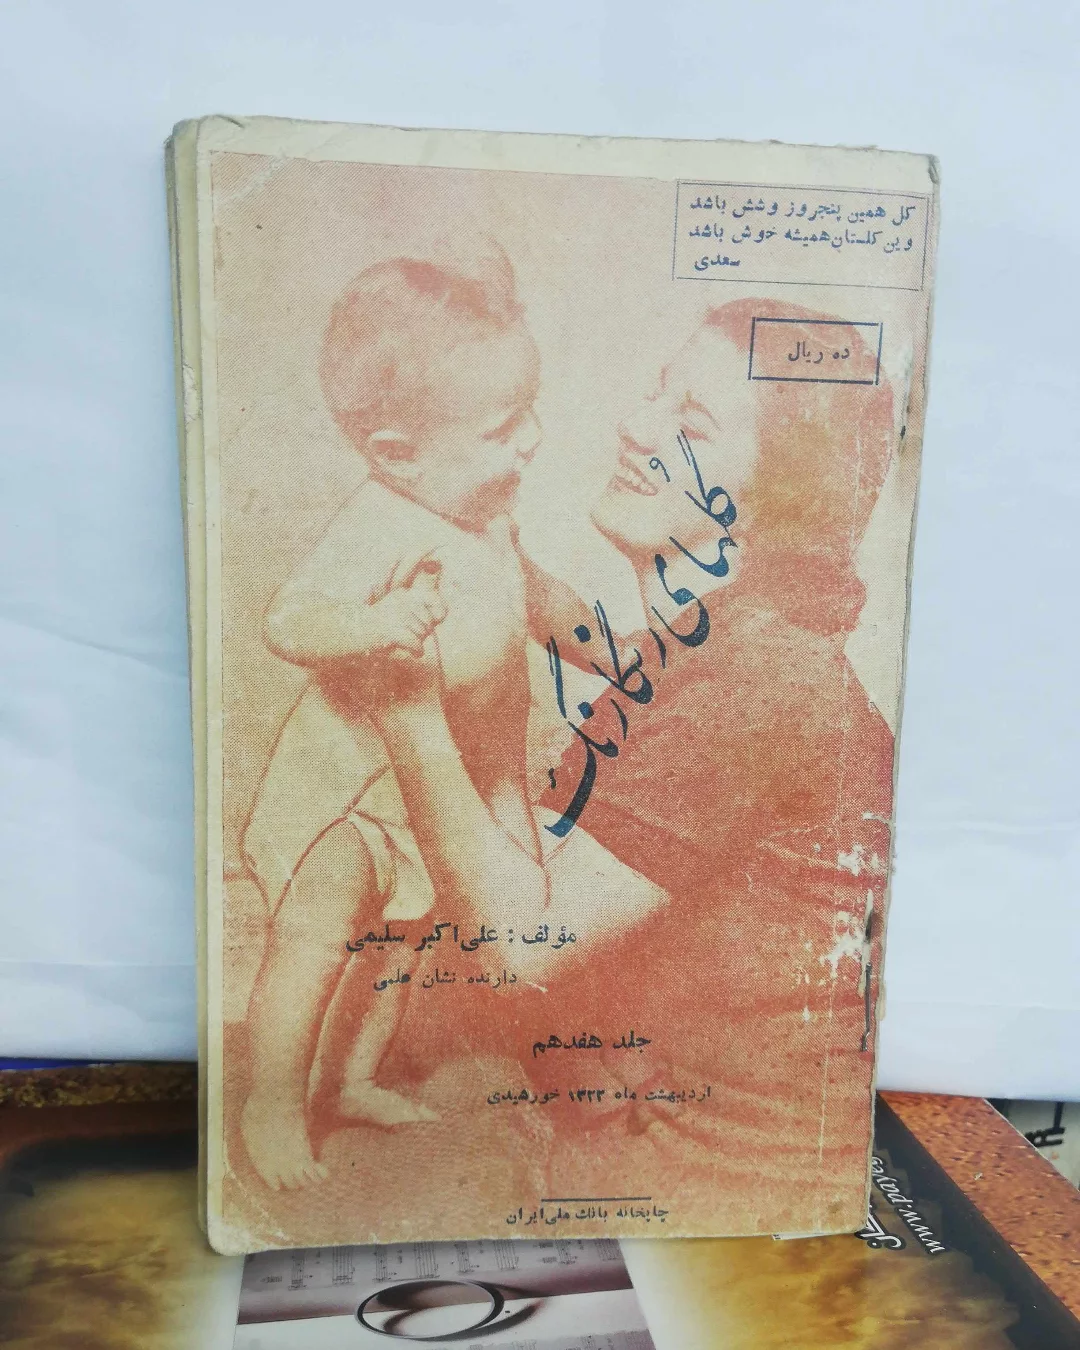 گل همین پنجروز و شش باشد
وین گلستان همیشه خوش باشد
سعدی
ده ریال
گلهای رنگارنگ
مؤلف : علی اکبر سلیمی
دارنده نشان علمی
جلد هفدهم
اردیبهشت ماه ۱۳۲۳ خورشیدی
چاپخانه بانک ملی ایران